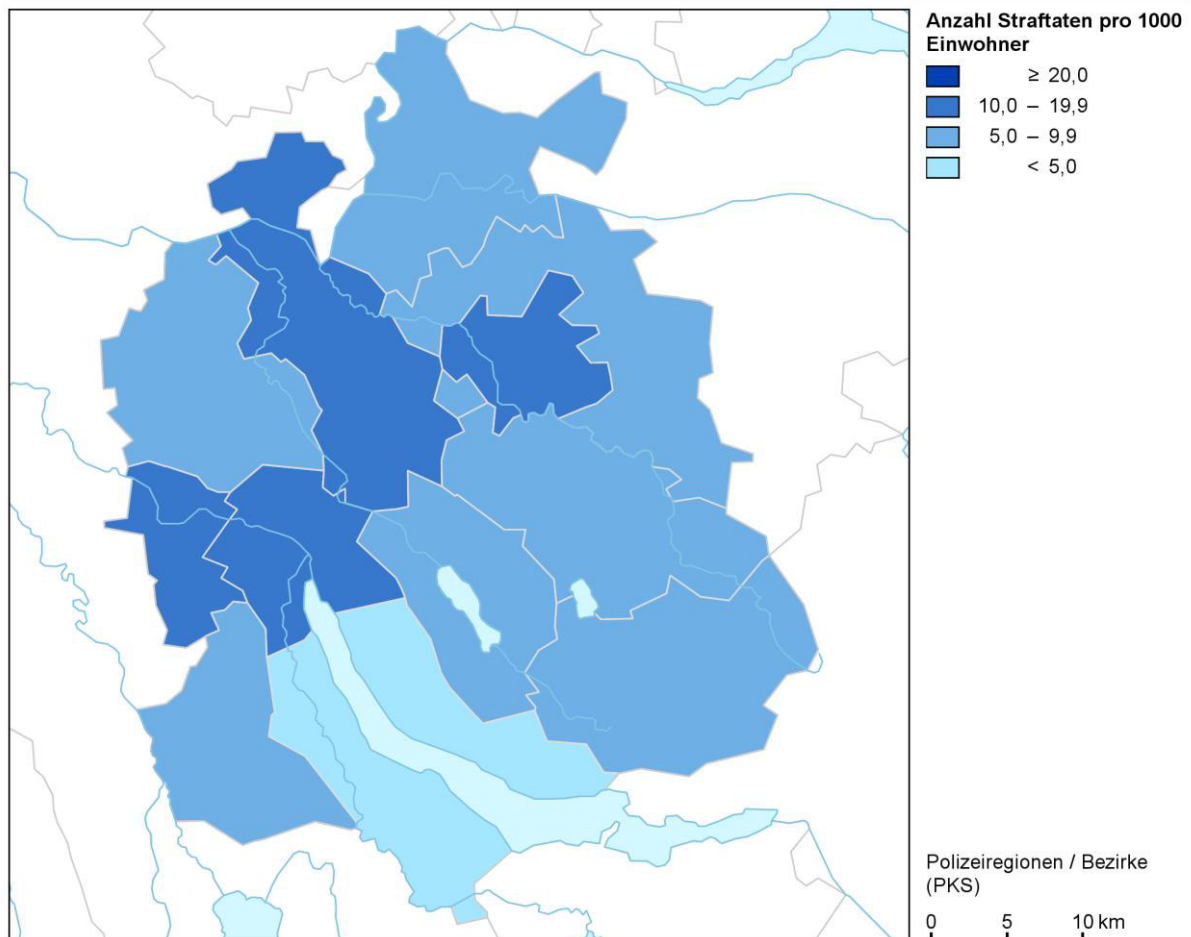 Anzahl Straftaten pro 1000
Einwohner
≥ 20,0
10,0 – 19,9
5,0 – 9,9
< 5,0
Polizeiregionen / Bezirke
(PKS)
0 5 10 km